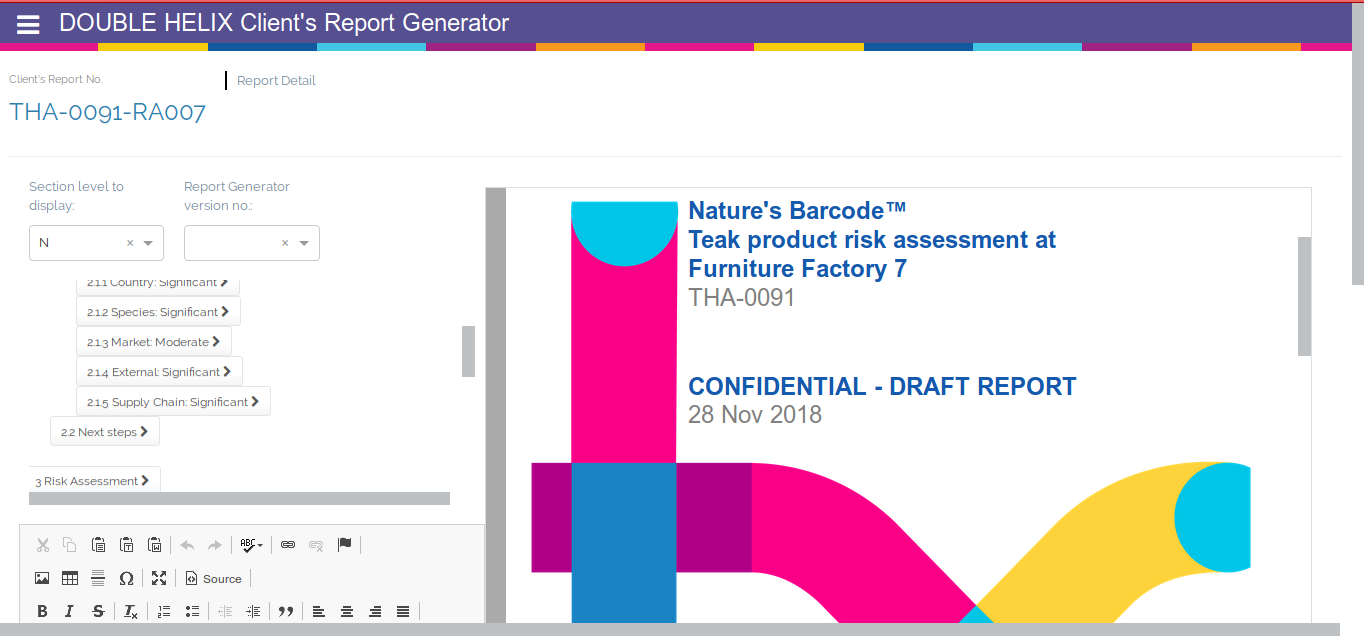 DOUBLE HELIX Client's Report Generator
Client's Report No.
Report Detail
THA-0091-RA007
Section level to
display:
Report Generator
version no.:
N
2.1.1 Country: Significant
2.1.2 Species: Significant
2.1.3 Market: Moderate
2.1.4 External: Significant
2.1.5 Supply Chain: Significant
2.2 Next steps
3 Risk Assessment
ABC
Source
B I S Tx
Nature's Barcode™
Teak product risk assessment at
Furniture Factory 7
THA-0091
CONFIDENTIAL - DRAFT REPORT
28 Nov 2018